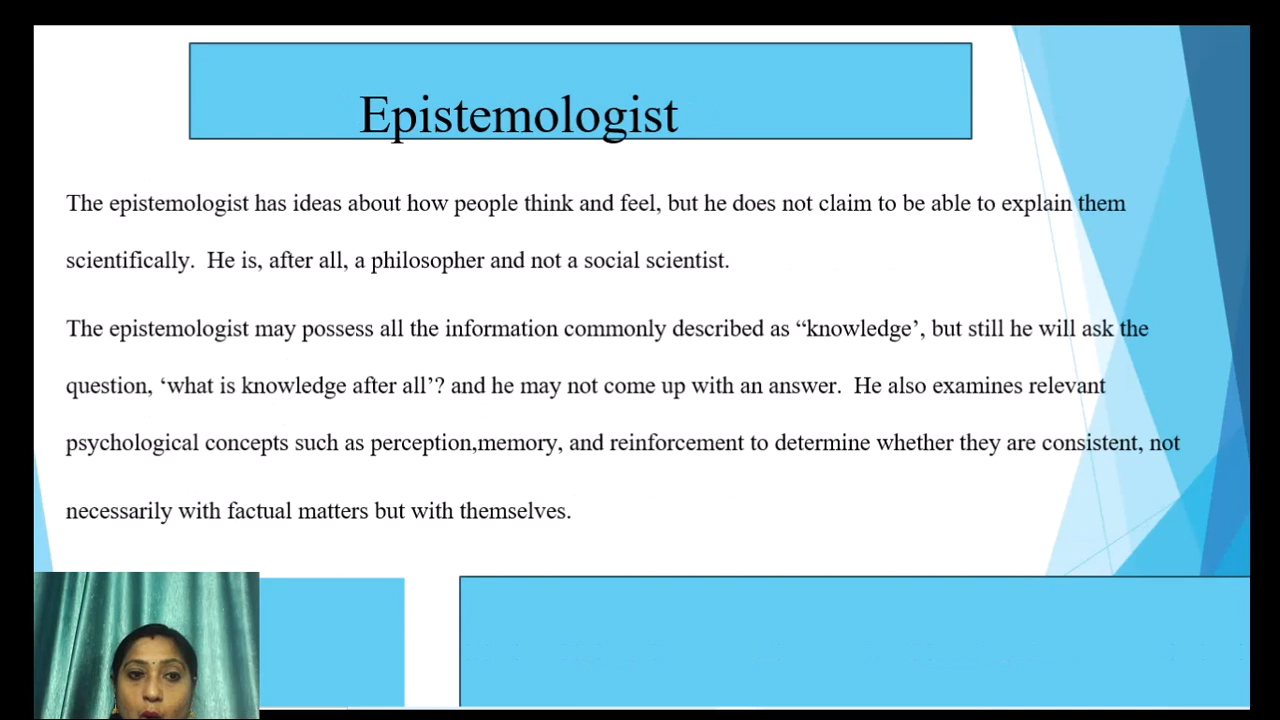 Epistemologist
The epistemologist has ideas about how people think and feel, but he does not claim to be able to explain them
scientifically.  He is, after all, a philosopher and not a social scientist.
The epistemologist may possess all the information commonly described as “knowledge’, but still he will ask the
question, ‘what is knowledge after all’? and he may not come up with an answer.  He also examines relevant
psychological concepts such as perception,memory, and reinforcement to determine whether they are consistent, not
necessarily with factual matters but with themselves.